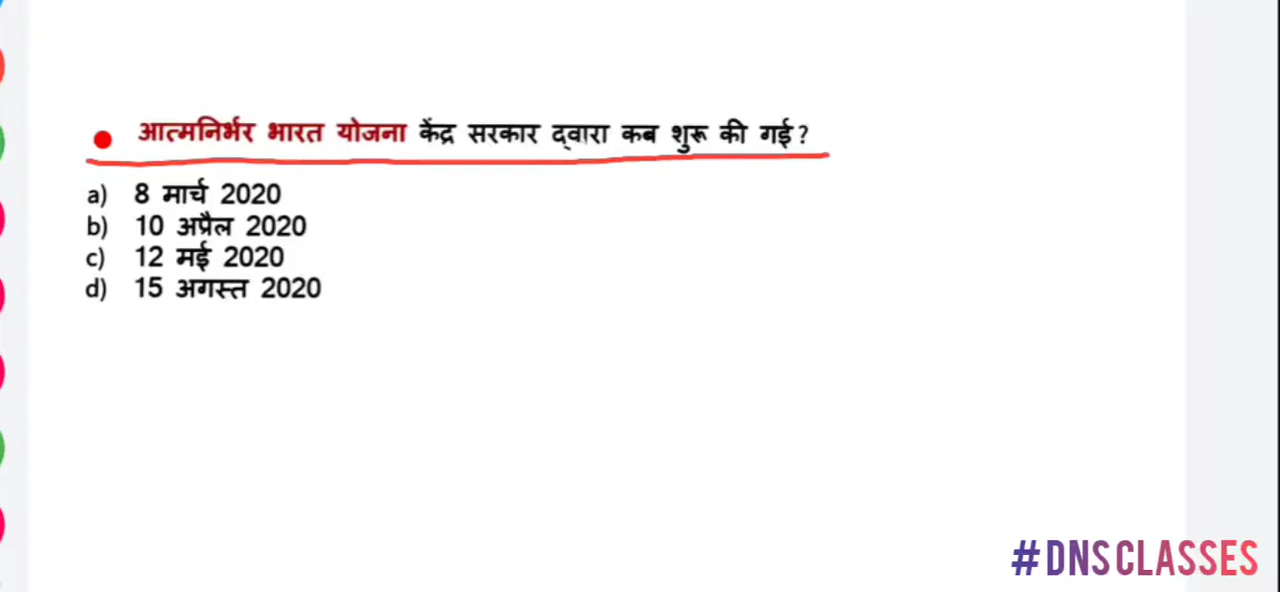 ● आत्मनिर्भर भारत योजना केंद्र सरकार द्वारा कब शुरू की गई?
a) 8 मार्च 2020
b) 10 अप्रैल 2020
c) 12 मई 2020
d) 15 अगस्त 2020
#DNSCLASSES